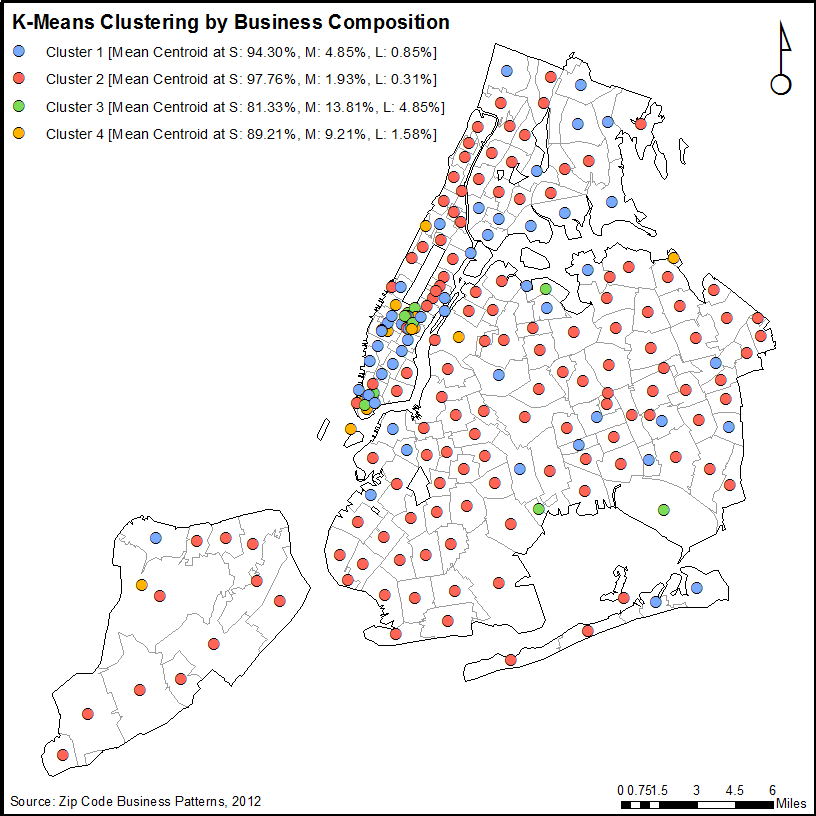 K-Means Clustering by Business Composition
Cluster 1 [Mean Centroid at S: 94.30%, M: 4.85%, L: 0.85%]
Cluster 2 [Mean Centroid at S: 97.76%, M: 1.93%, L: 0.31%]
Cluster 3 [Mean Centroid at S: 81.33%, M: 13.81%, L: 4.85%]
Cluster 4 [Mean Centroid at S: 89.21%, M: 9.21%, L: 1.58%]
Source: Zip Code Business Patterns, 2012
0 0.75 1.5 3 4.5 6
Miles